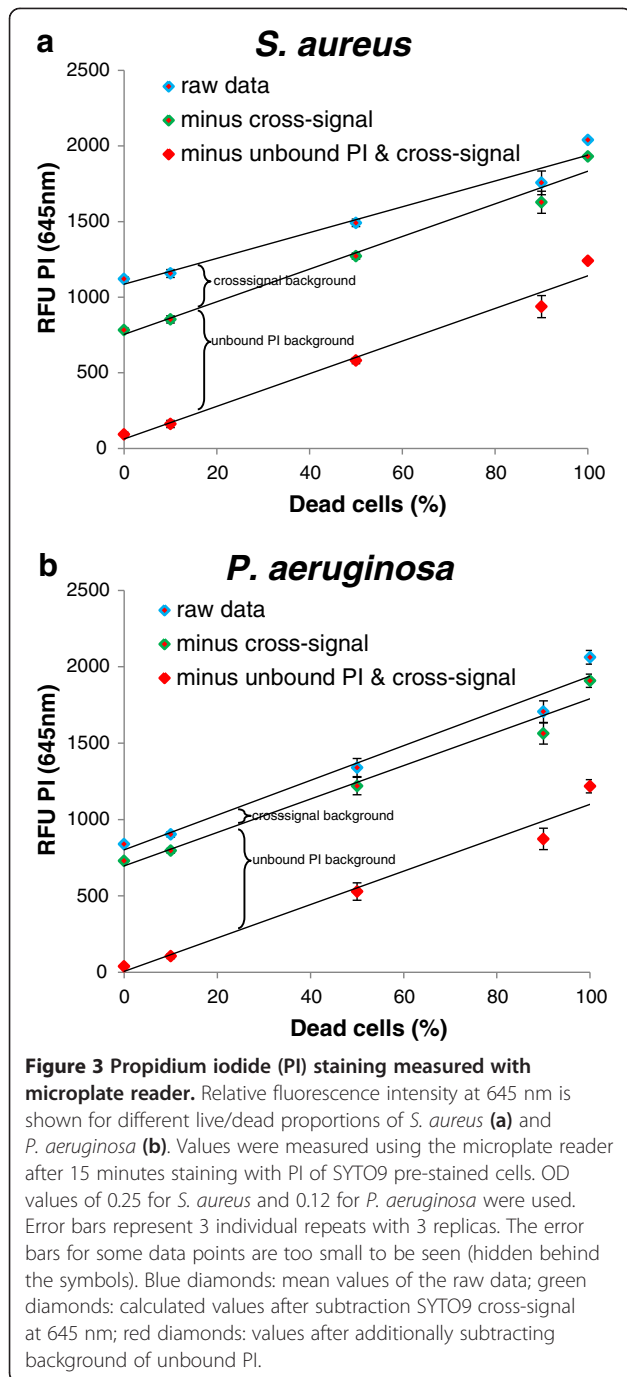 a
S. aureus
2500
2000
1500
1000
500
0
RFU PI (645nm)
raw data
minus cross-signal
minus unbound PI & cross-signal
crosssignal background
unbound PI background
0 20 40 60 80 100
Dead cells (%)
b
P. aeruginosa
2500
2000
1500
1000
500
0
RFU PI (645nm)
raw data
minus cross-signal
minus unbound PI & cross-signal
crosssignal background
unbound PI background
0 20 40 60 80 100
Dead cells (%)
Figure 3 Propidium iodide (PI) staining measured with
microplate reader. Relative fluorescence intensity at 645 nm is
shown for different live/dead proportions of S. aureus (a) and
P. aeruginosa (b). Values were measured using the microplate reader
after 15 minutes staining with PI of SYTO9 pre-stained cells. OD
values of 0.25 for S. aureus and 0.12 for P. aeruginosa were used.
Error bars represent 3 individual repeats with 3 replicas. The error
bars for some data points are too small to be seen (hidden behind
the symbols). Blue diamonds: mean values of the raw data; green
diamonds: calculated values after subtraction SYTO9 cross-signal
at 645 nm; red diamonds: values after additionally subtracting
background of unbound PI.